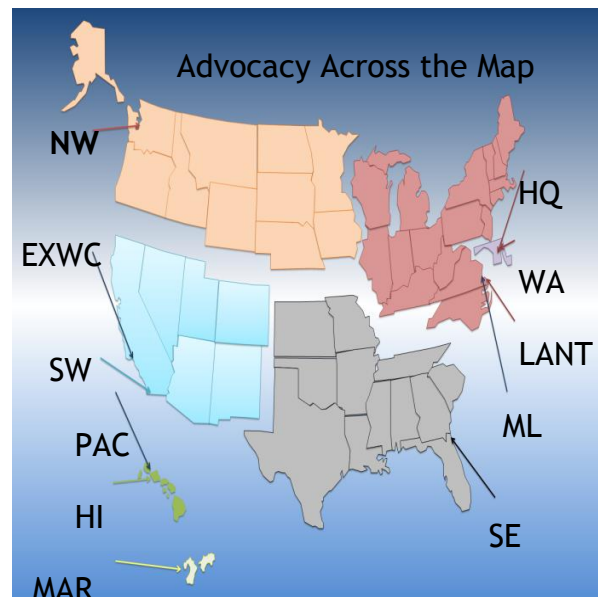 Advocacy Across the Map
NW
HQ
EXWC
WA
LANT
SW
ML
PAC
HI
SE
MAR